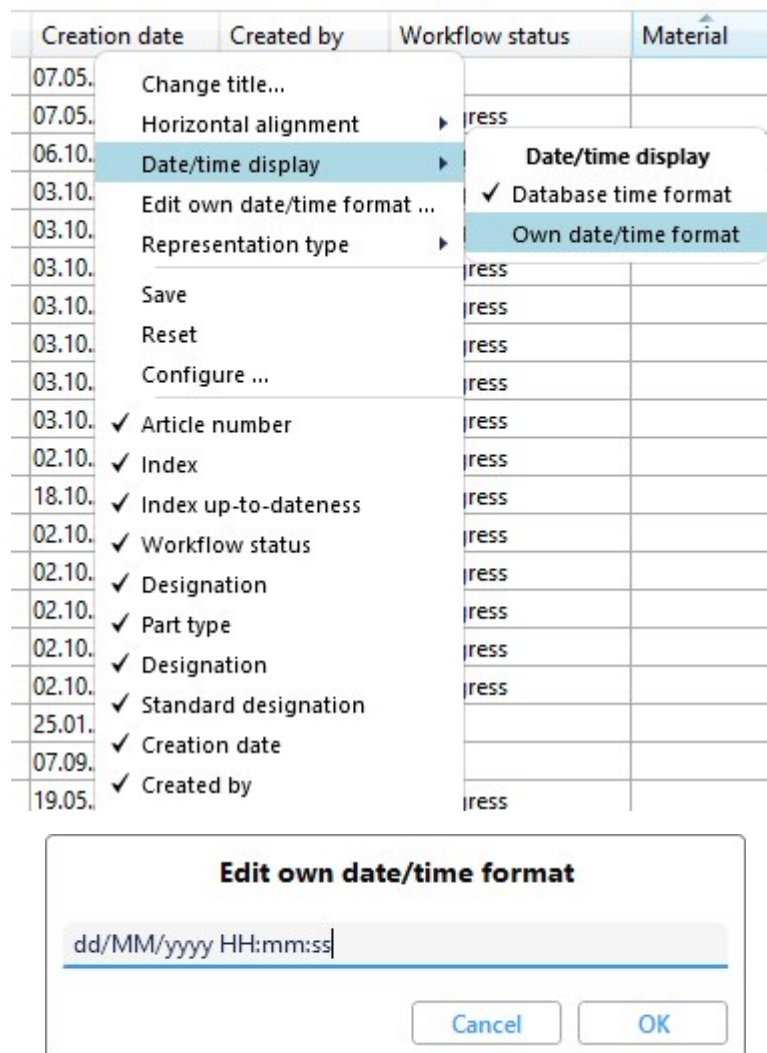 Creation date Created by Workflow status Material
07.05.
Change title...
07.05.
Horizontal alignment
ress
06.10.
Date/time display
Date/time display
03.10.
Edit own date/time format ...
✓ Database time format
03.10.
Representation type
Own date/time format
03.10.
ress
03.10.
Save
ress
03.10.
Reset
ress
03.10.
Configure ...
ress
03.10.
✓ Article number
ress
02.10.
✓ Index
ress
18.10.
✓ Index up-to-dateness
ress
02.10.
✓ Workflow status
ress
02.10.
✓ Designation
ress
02.10.
✓ Part type
ress
02.10.
✓ Designation
ress
02.10.
✓ Standard designation
ress
25.01.
✓ Creation date
07.09.
✓ Created by
19.05.
ress
Edit own date/time format
dd/MM/yyyy HH:mm:ss
Cancel OK